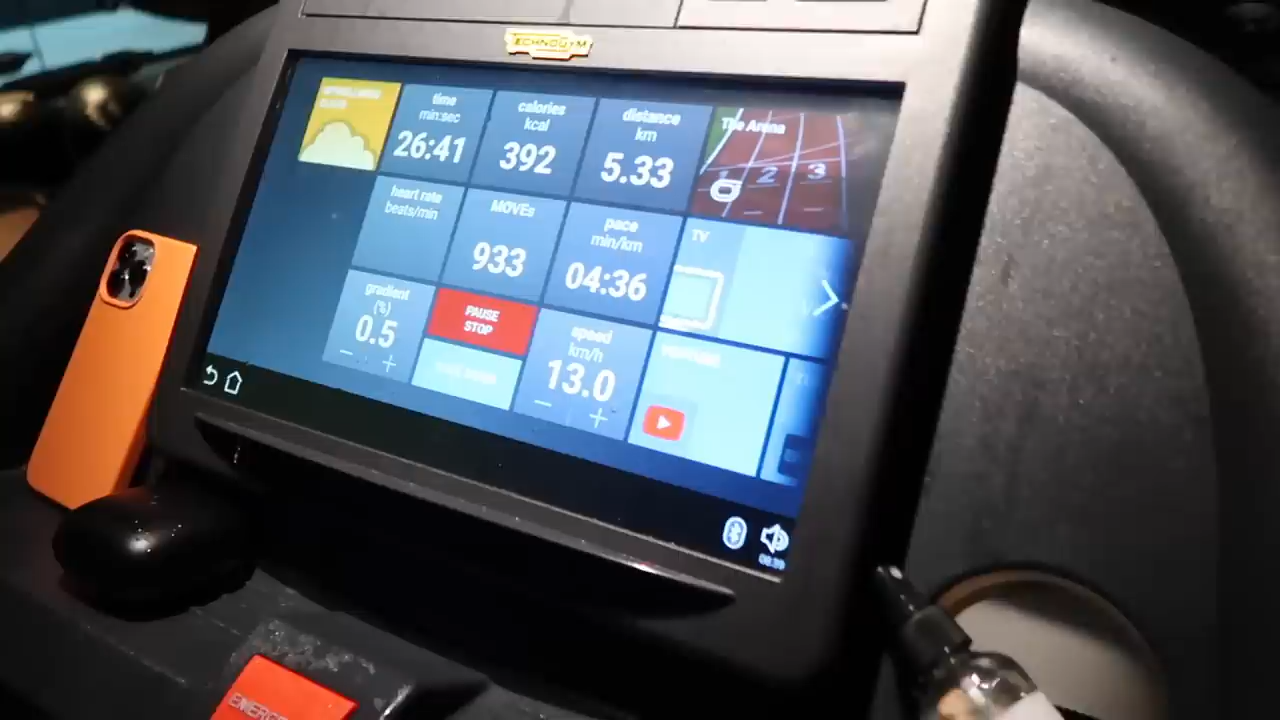 TECHNOGYM
time
min:sec
26:41
calories
kcal
392
distance
km
5.33
The Arena
1 2 3
heart rate
beats/min
MOVEs
933
pace
min/km
04:36
TV
gradient
(%)
0.5
− +
PAUSE
STOP
speed
km/h
13.0
− +
08:39